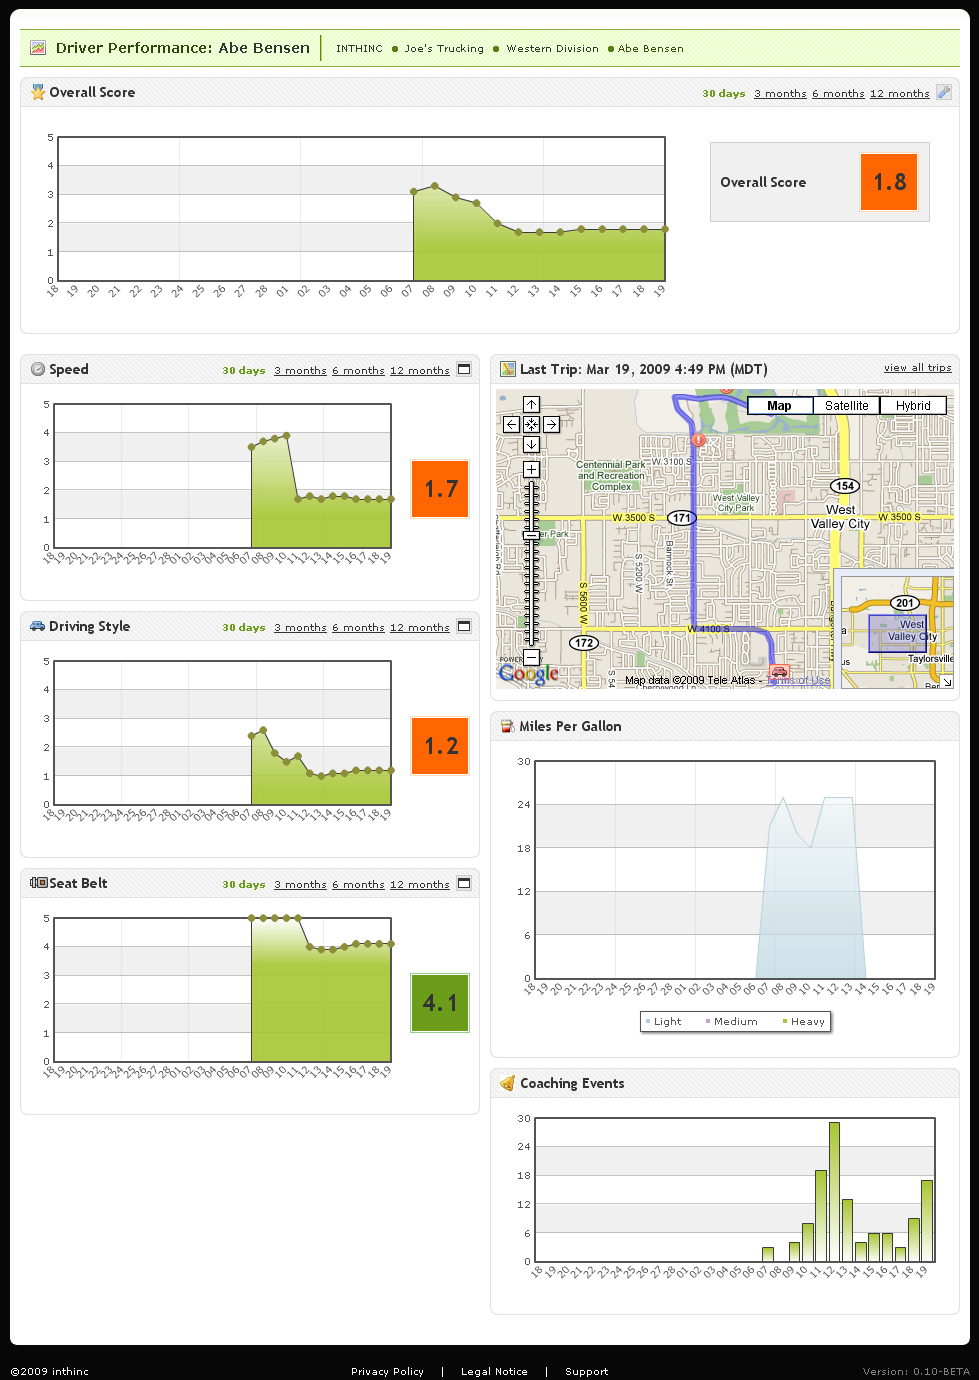 Driver Performance: Abe Bensen
INTHINC ● Joe's Trucking ● Western Division ● Abe Bensen
Overall Score
30 days 3 months 6 months 12 months
5
4
3
2
1
0
18 19 20 21 22 23 24 25 26 27 28 01 02 03 04 05 06 07 08 09 10 11 12 13 14 15 16 17 18 19
Overall Score 1.8
Speed
30 days 3 months 6 months 12 months
5
4
3
2
1
0
18 19 20 21 22 23 24 25 26 27 28 01 02 03 04 05 06 07 08 09 10 11 12 13 14 15 16 17 18 19
1.7
Driving Style
30 days 3 months 6 months 12 months
5
4
3
2
1
0
18 19 20 21 22 23 24 25 26 27 28 01 02 03 04 05 06 07 08 09 10 11 12 13 14 15 16 17 18 19
1.2
Seat Belt
30 days 3 months 6 months 12 months
5
4
3
2
1
0
18 19 20 21 22 23 24 25 26 27 28 01 02 03 04 05 06 07 08 09 10 11 12 13 14 15 16 17 18 19
4.1
Last Trip: Mar 19, 2009 4:49 PM (MDT)
view all trips
Map Satellite Hybrid
Centennial Park
and Recreation
Complex
W 3100 S
West Valley
City Park
154
West
Valley City
W 3500 S
171
W 3500 S
er Park
S 5200 W
Bannock St
S 5600 W
W 4100 S
172
S 54
201
West
Valley City
Taylorsville
POWERED BY
Google
Map data ©2009 Tele Atlas - Terms of Use
Miles Per Gallon
30
24
18
12
6
0
18 19 20 21 22 23 24 25 26 27 28 01 02 03 04 05 06 07 08 09 10 11 12 13 14 15 16 17 18 19
Light Medium Heavy
Coaching Events
30
24
18
12
6
0
18 19 20 21 22 23 24 25 26 27 28 01 02 03 04 05 06 07 08 09 10 11 12 13 14 15 16 17 18 19
©2009 inthinc
Privacy Policy | Legal Notice | Support
Version: 0.10-BETA